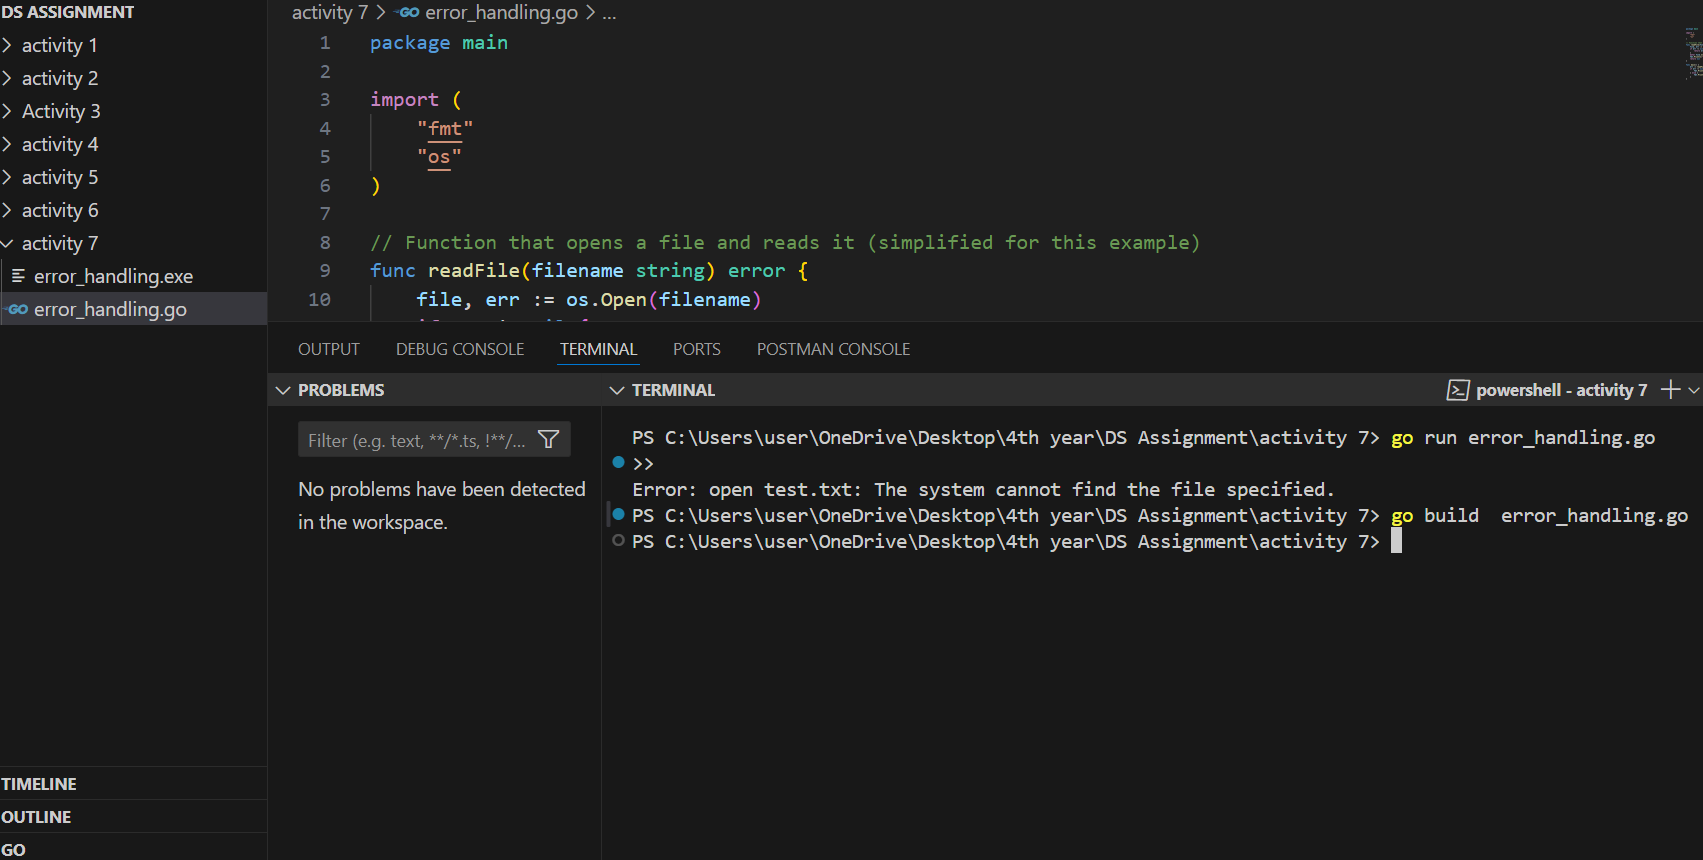 DS ASSIGNMENT
activity 1
activity 2
Activity 3
activity 4
activity 5
activity 6
activity 7
error_handling.exe
GO error_handling.go
TIMELINE
OUTLINE
GO
activity 7 > GO error_handling.go > ...
1 package main
2
3 import (
4 "fmt"
5 "os"
6 )
7
8 // Function that opens a file and reads it (simplified for this example)
9 func readFile(filename string) error {
10 file, err := os.Open(filename)
OUTPUT DEBUG CONSOLE TERMINAL PORTS POSTMAN CONSOLE
PROBLEMS
Filter (e.g. text, **/*.ts, !**/...
No problems have been detected
in the workspace.
TERMINAL
powershell - activity 7
PS C:\Users\user\OneDrive\Desktop\4th year\DS Assignment\activity 7> go run error_handling.go
>>
Error: open test.txt: The system cannot find the file specified.
PS C:\Users\user\OneDrive\Desktop\4th year\DS Assignment\activity 7> go build  error_handling.go
PS C:\Users\user\OneDrive\Desktop\4th year\DS Assignment\activity 7>